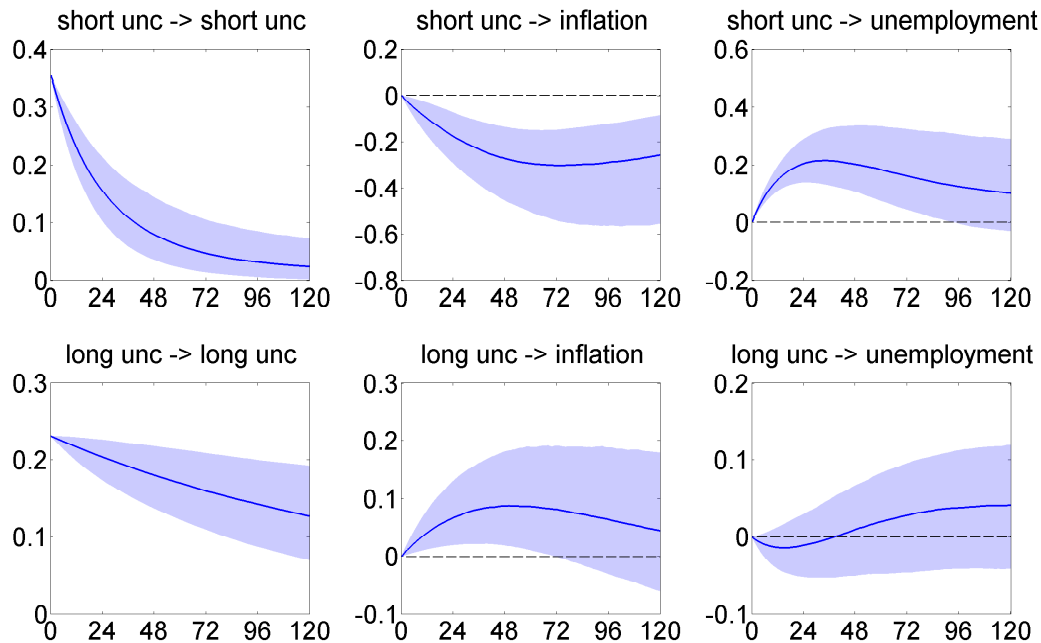 short unc -> short unc
short unc -> inflation
short unc -> unemployment
0.4
0.3
0.2
0.1
0
0 24 48 72 96 120
0.2
0
-0.2
-0.4
-0.6
-0.8
0 24 48 72 96 120
0.6
0.4
0.2
0
-0.2
0 24 48 72 96 120
long unc -> long unc
long unc -> inflation
long unc -> unemployment
0.3
0.2
0.1
0
0 24 48 72 96 120
0.3
0.2
0.1
0
-0.1
0 24 48 72 96 120
0.2
0.1
0
-0.1
0 24 48 72 96 120